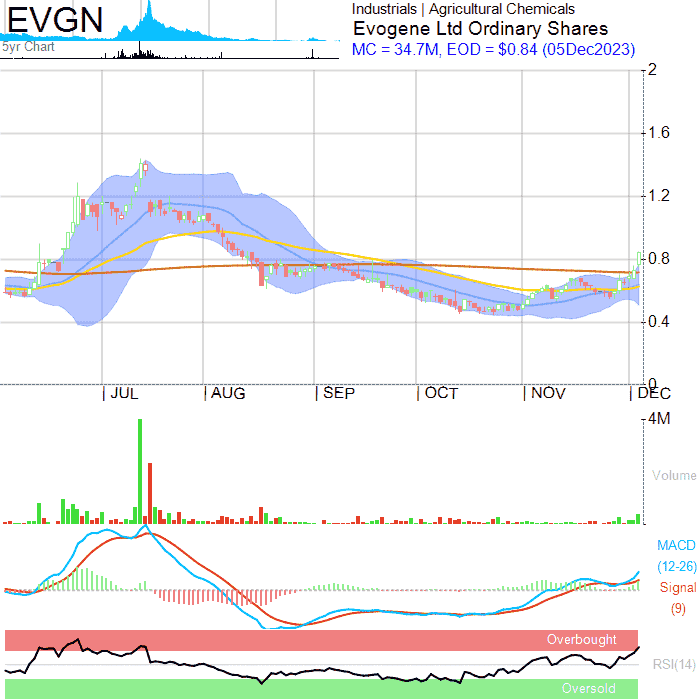 EVGN
5yr Chart
Industrials | Agricultural Chemicals
Evogene Ltd Ordinary Shares
MC = 34.7M, EOD = $0.84 (05Dec2023)
2
1.6
1.2
0.8
0.4
0
| JUL | AUG | SEP | OCT | NOV | DEC
4M
Volume
MACD
(12-26)
Signal
(9)
Overbought
RSI(14)
Oversold